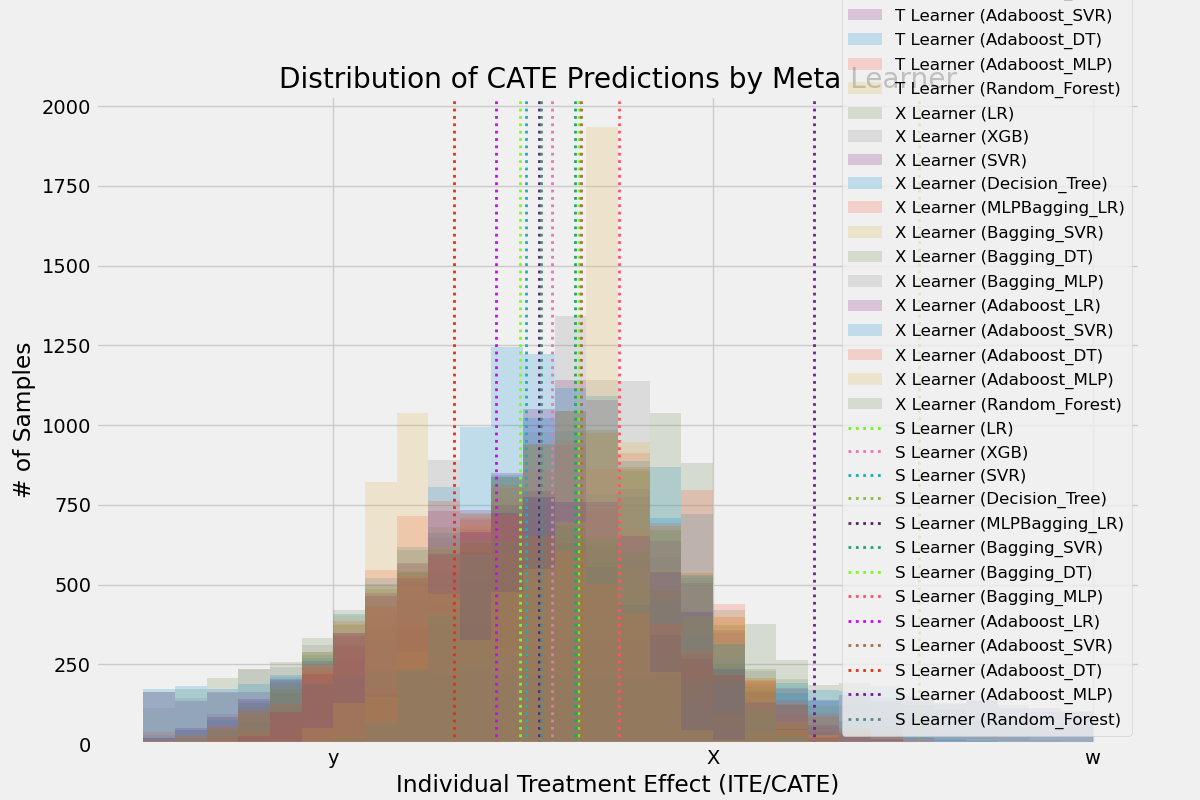 T Learner (Adaboost_SVR)
T Learner (Adaboost_DT)
T Learner (Adaboost_MLP)
Distribution of CATE Predictions by Meta Learner
T Learner (Random_Forest)
X Learner (LR)
X Learner (XGB)
X Learner (SVR)
X Learner (Decision_Tree)
X Learner (MLPBagging_LR)
X Learner (Bagging_SVR)
X Learner (Bagging_DT)
X Learner (Bagging_MLP)
X Learner (Adaboost_LR)
X Learner (Adaboost_SVR)
X Learner (Adaboost_DT)
X Learner (Adaboost_MLP)
X Learner (Random_Forest)
S Learner (LR)
S Learner (XGB)
S Learner (SVR)
S Learner (Decision_Tree)
S Learner (MLPBagging_LR)
S Learner (Bagging_SVR)
S Learner (Bagging_DT)
S Learner (Bagging_MLP)
S Learner (Adaboost_LR)
S Learner (Adaboost_SVR)
S Learner (Adaboost_DT)
S Learner (Adaboost_MLP)
S Learner (Random_Forest)
2000
1750
1500
1250
1000
750
500
250
0
# of Samples
y
X
w
Individual Treatment Effect (ITE/CATE)